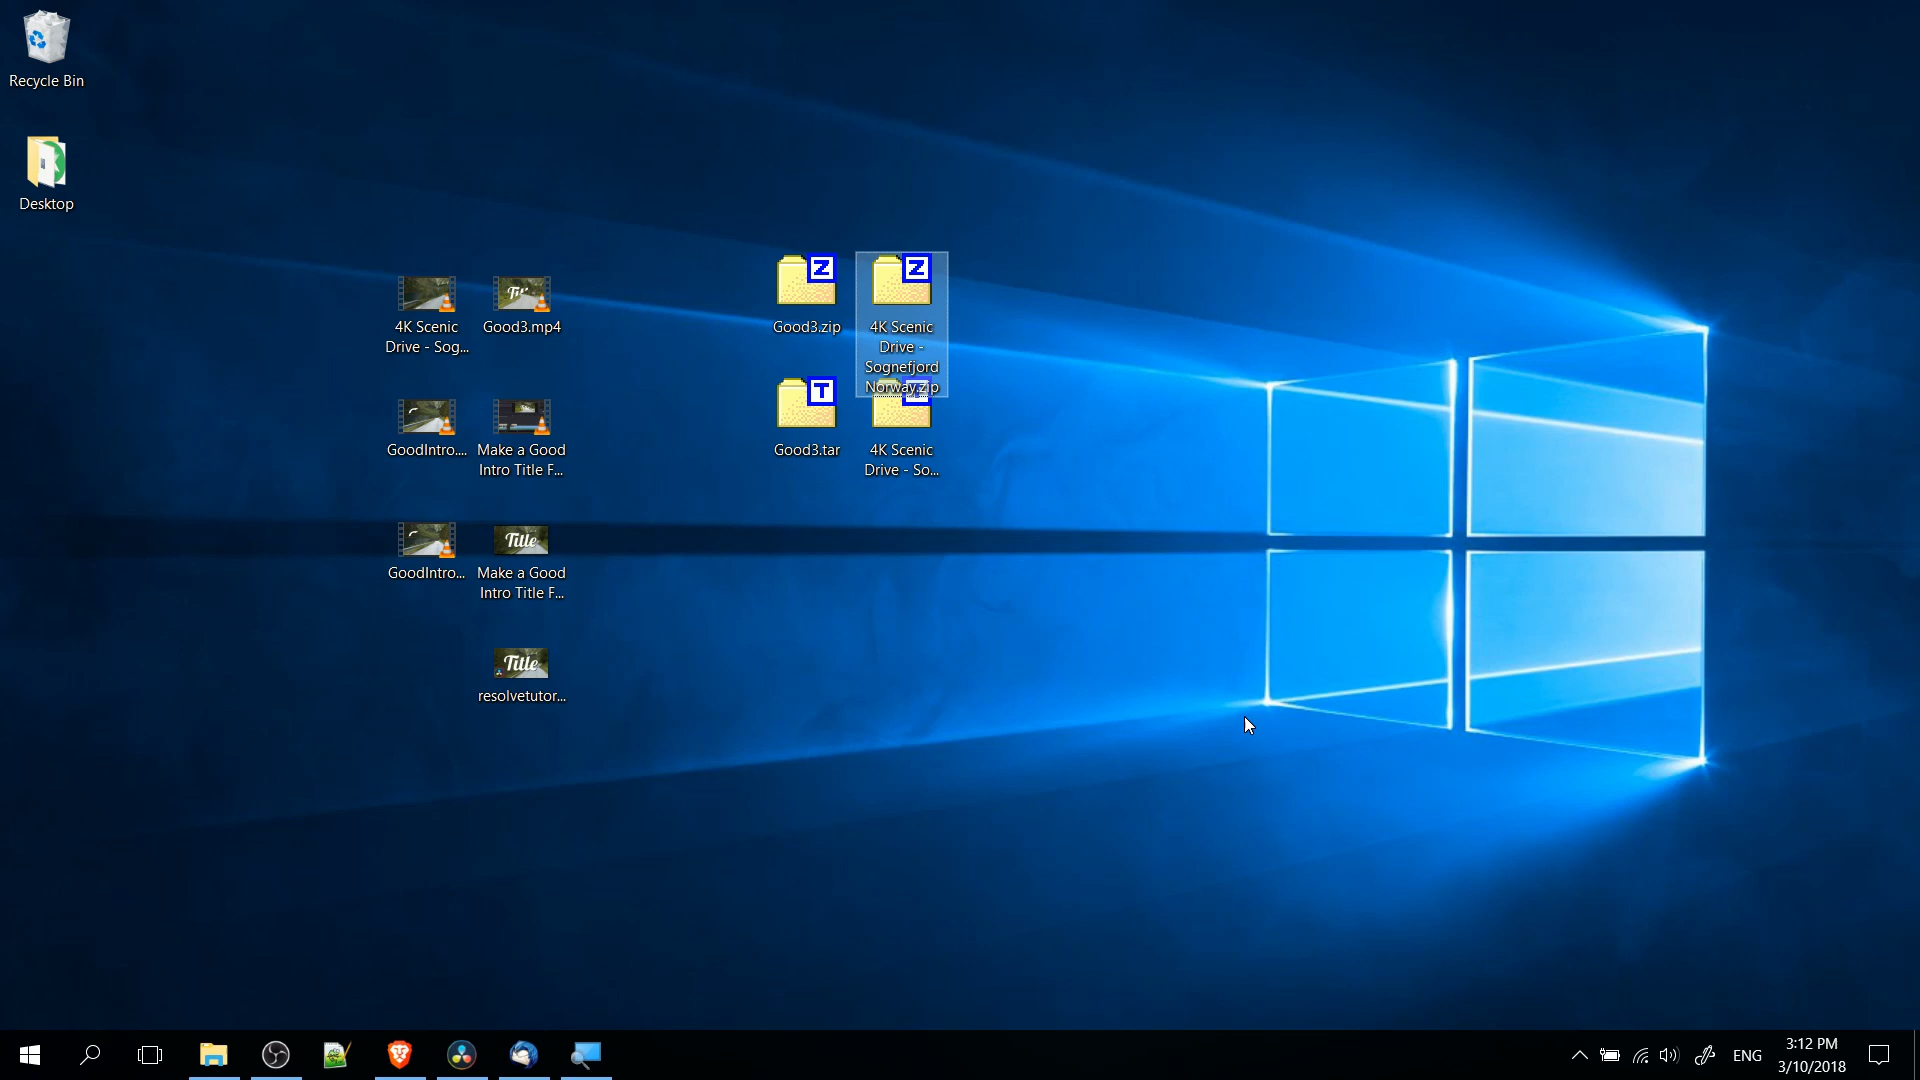 Recycle Bin
Desktop
4K Scenic
Drive - Sog...
Good3.mp4
GoodIntro....
Make a Good
Intro Title F...
GoodIntro...
Title
Make a Good
Intro Title F...
Title
resolvetutor...
Z
Good3.zip
Z
4K Scenic
Drive -
Sognefjord
Norway.zip
T
Good3.tar
4K Scenic
Drive - So...
ENG
3:12 PM
3/10/2018